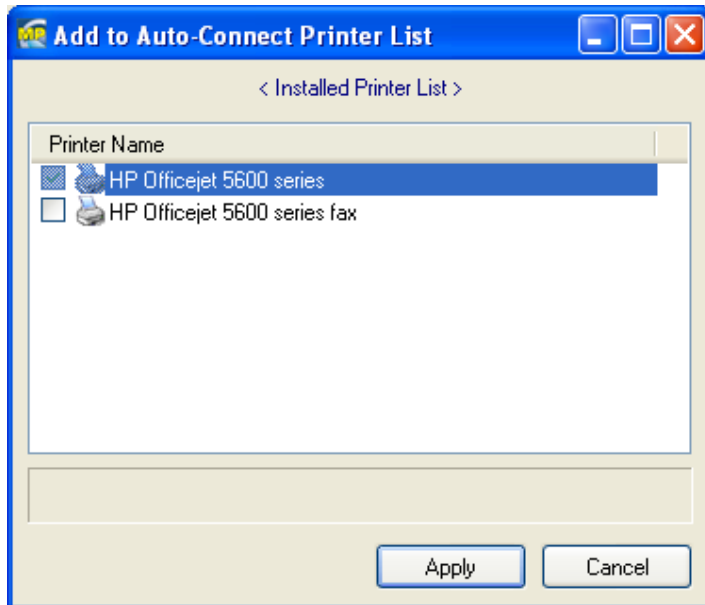 MP Add to Auto-Connect Printer List
< Installed Printer List >
Printer Name
HP Officejet 5600 series
HP Officejet 5600 series fax
Apply Cancel